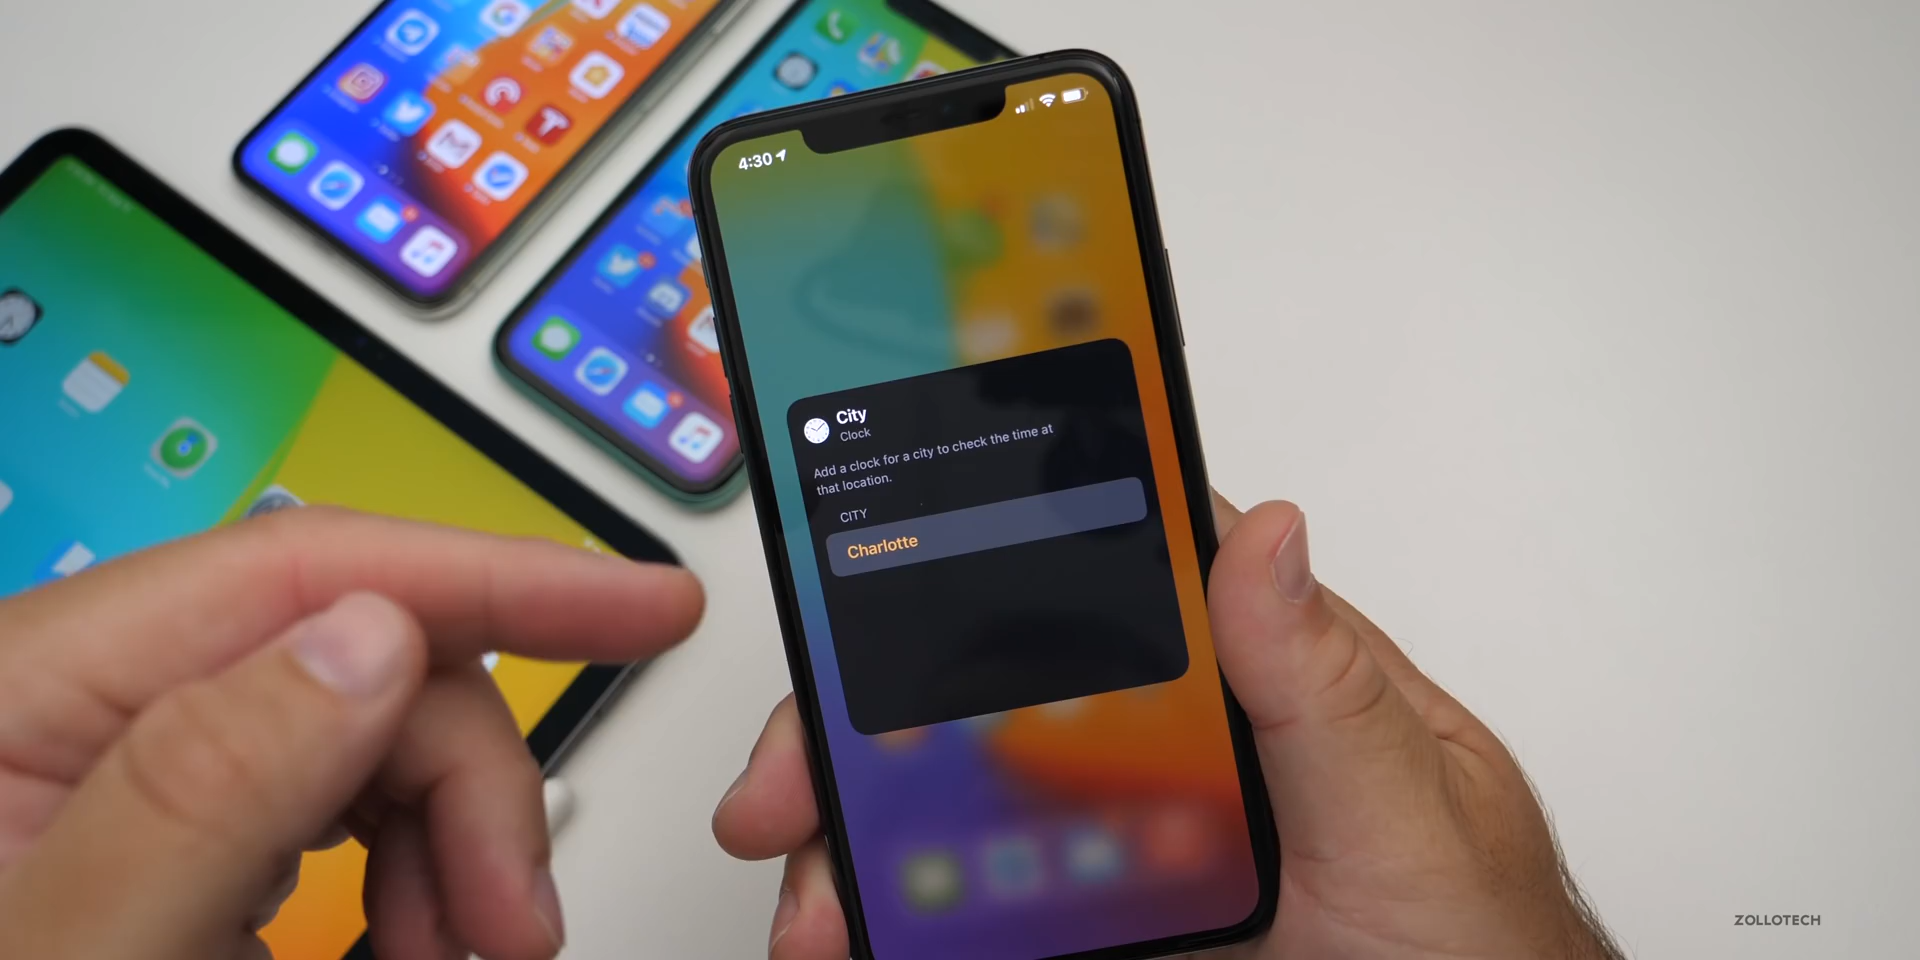 4:30
City
Clock
Add a clock for a city to check the time at
that location.
CITY
Charlotte
ZOLLOTECH